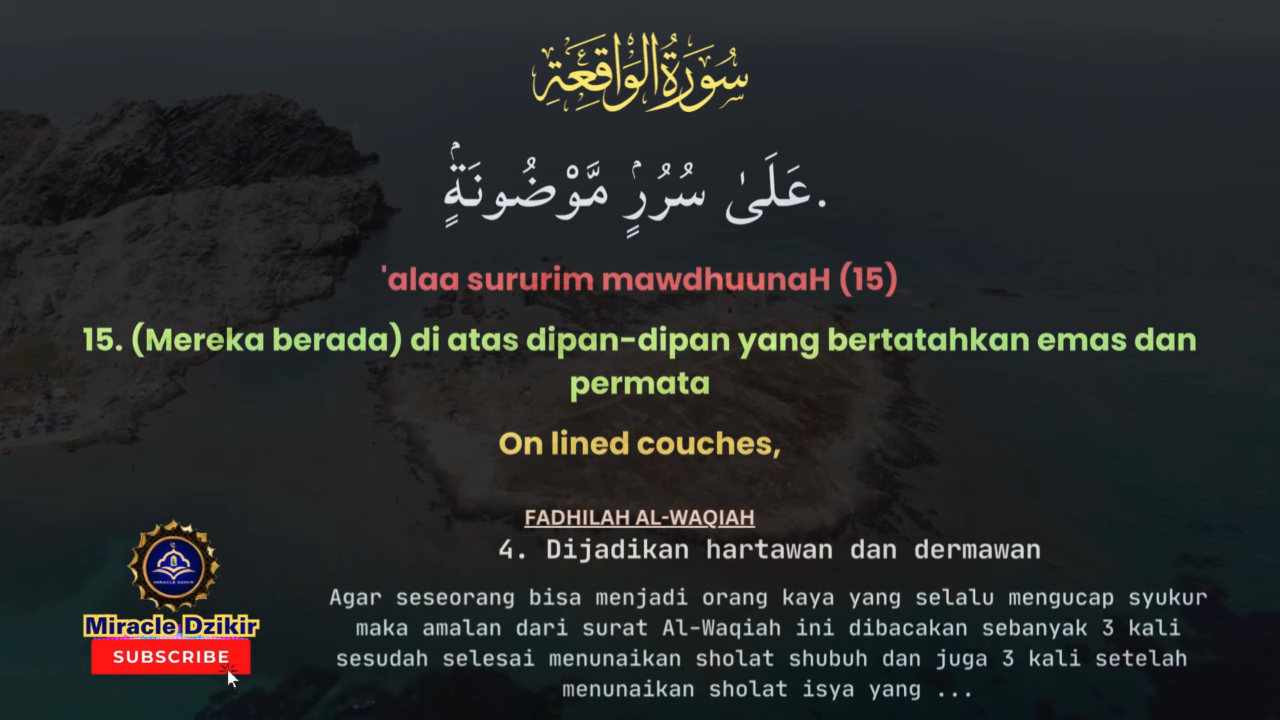 سُورَةُ الْوَاقِعَةِ
عَلَىٰ سُرُرٍۢ مَّوْضُونَةٍۢ.
'alaa sururim mawdhuunaH (15)
15. (Mereka berada) di atas dipan-dipan yang bertatahkan emas dan
permata
On lined couches,
FADHILAH AL-WAQIAH
4. Dijadikan hartawan dan dermawan
Agar seseorang bisa menjadi orang kaya yang selalu mengucap syukur
maka amalan dari surat Al-Waqiah ini dibacakan sebanyak 3 kali
sesudah selesai menunaikan sholat shubuh dan juga 3 kali setelah
menunaikan sholat isya yang ...
MIRACLE DZIKIR
Miracle Dzikir
SUBSCRIBE